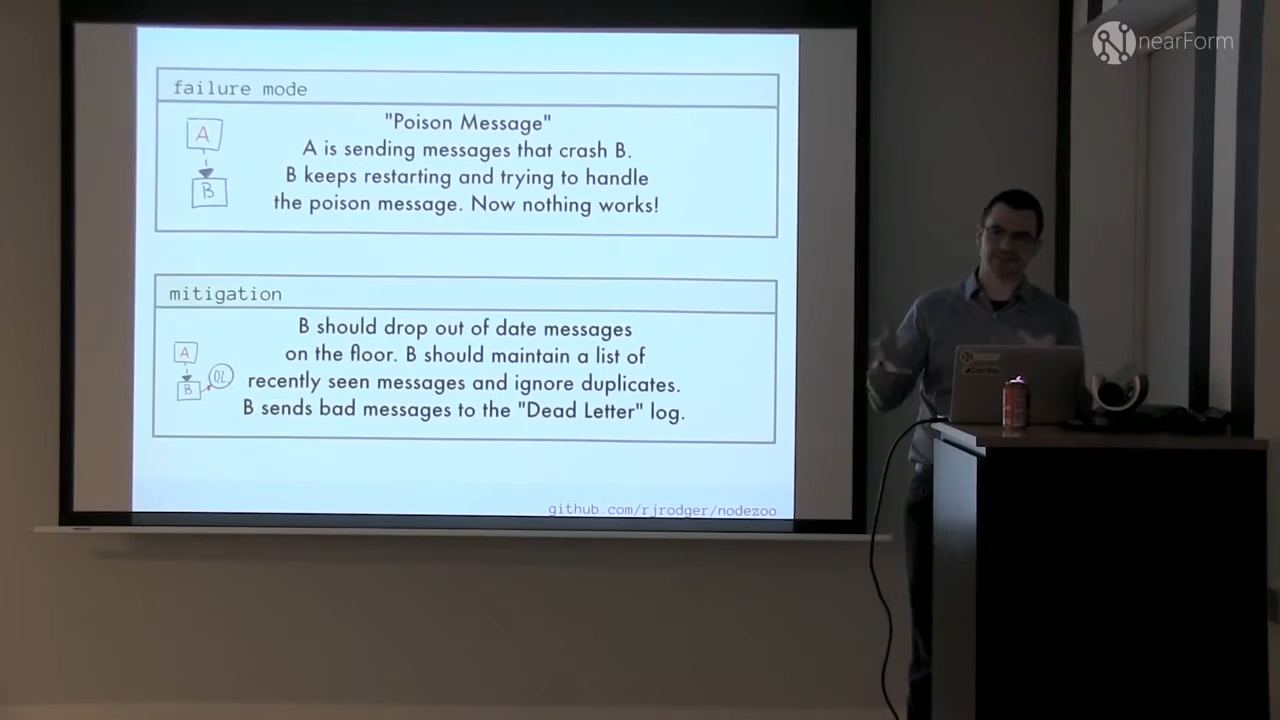 nearForm
failure mode
A
B
"Poison Message"
A is sending messages that crash B.
B keeps restarting and trying to handle
the poison message. Now nothing works!
mitigation
A
B
DL
B should drop out of date messages
on the floor. B should maintain a list of
recently seen messages and ignore duplicates.
B sends bad messages to the "Dead Letter" log.
github.com/rjrodger/nodezoo